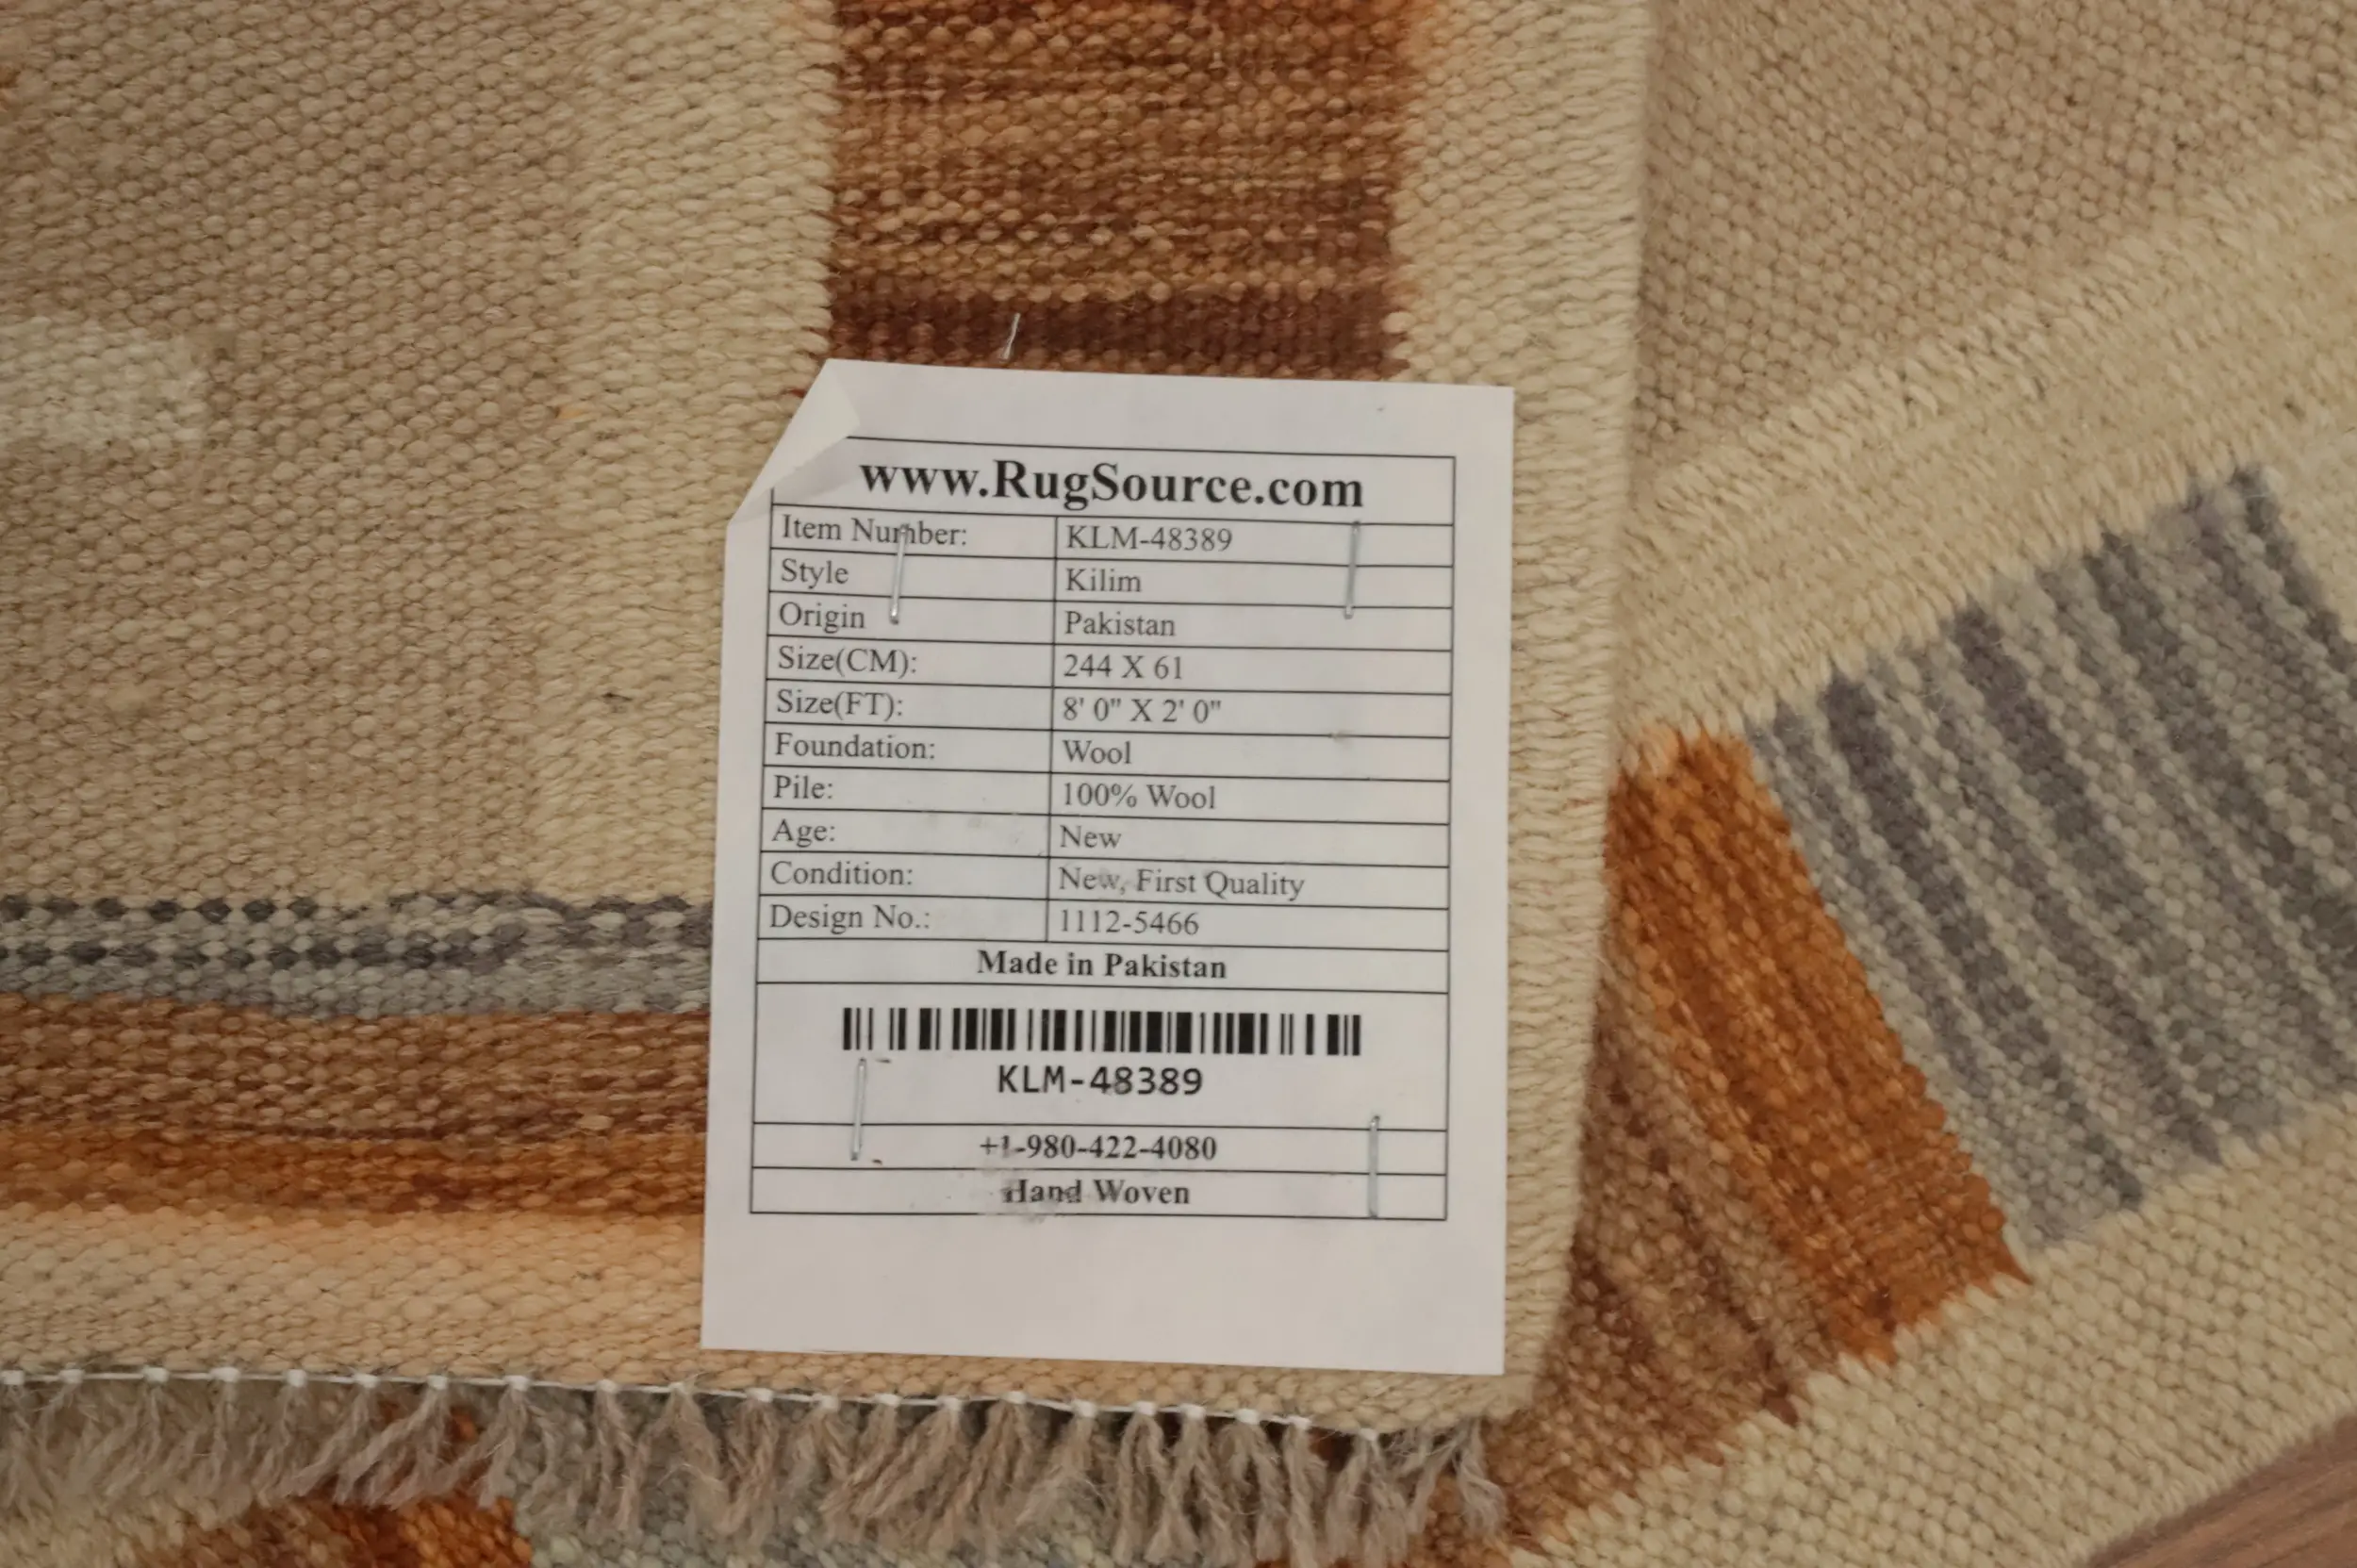 www.RugSource.com
Item Number: KLM-48389
Style Kilim
Origin Pakistan
Size(CM): 244 X 61
Size(FT): 8' 0" X 2' 0"
Foundation: Wool
Pile: 100% Wool
Age: New
Condition: New, First Quality
Design No.: 1112-5466
Made in Pakistan
KLM-48389
+1-980-422-4080
Hand Woven